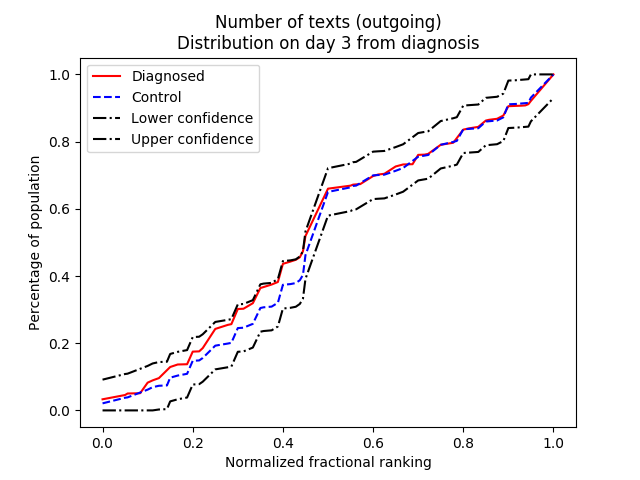 Number of texts (outgoing)
Distribution on day 3 from diagnosis
Diagnosed
Control
Lower confidence
Upper confidence
Percentage of population
1.0
0.8
0.6
0.4
0.2
0.0
0.0 0.2 0.4 0.6 0.8 1.0
Normalized fractional ranking